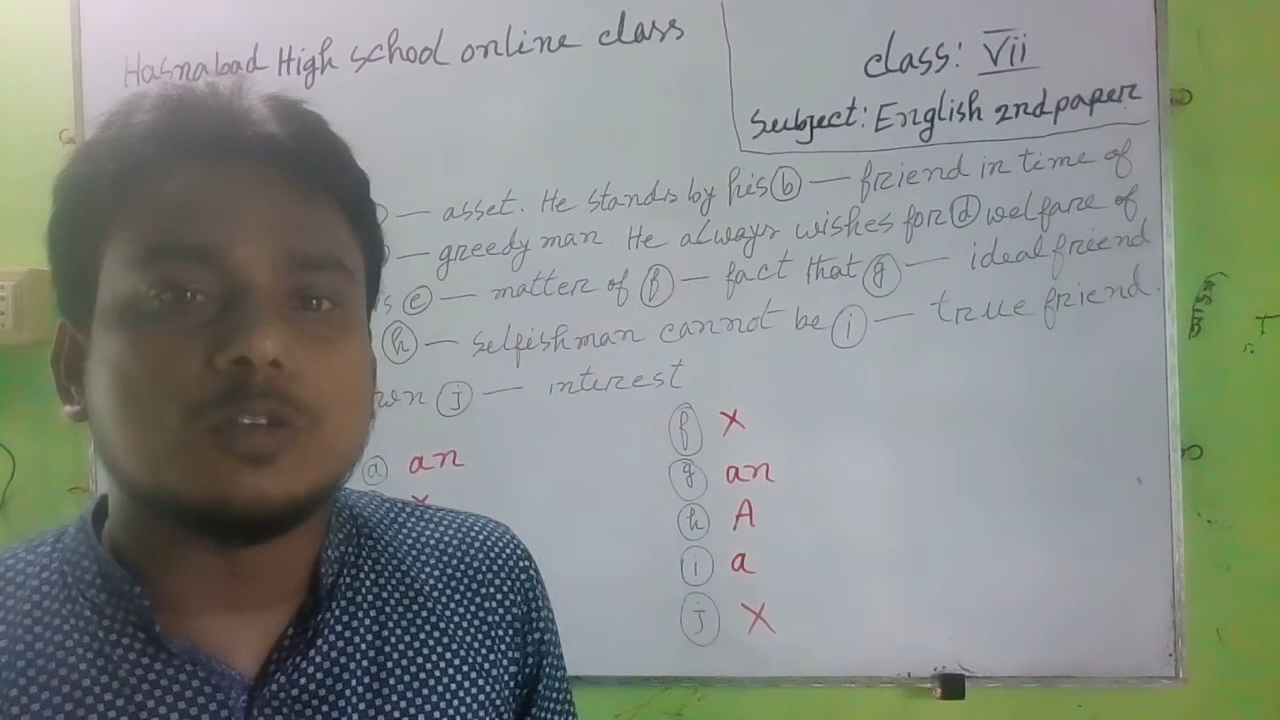 Hasnabad High school online class
class: Vii
Subject: English 2nd paper
— asset. He stands by his (b) — friend in time of
— greedy man He always wishes for (d) welfare of
(e) — matter of (f) — fact that (g) — ideal friend
(h) — selfish man cannot be (i) — true friend.
(j) — interest
(a) an
(f) X
(g) an
(h) A
(i) a
(j) X